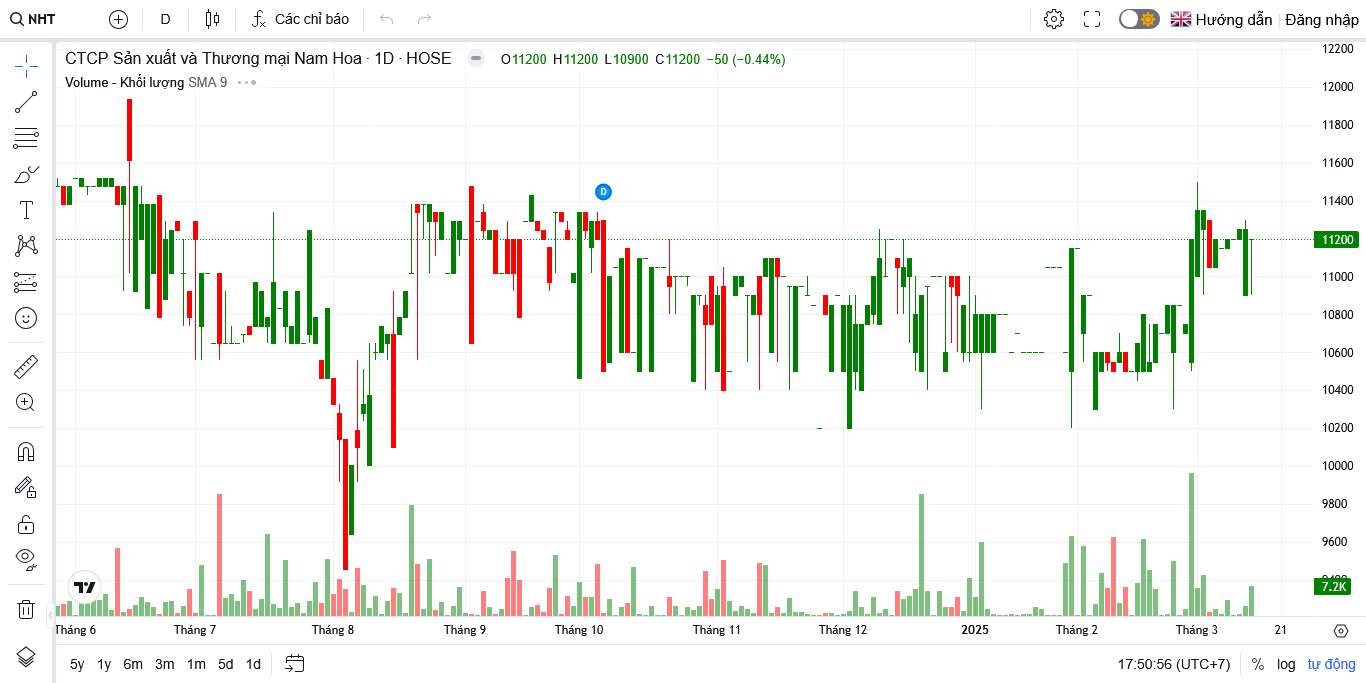 NHT D Các chỉ báo Hướng dẫn Đăng nhập
CTCP Sản xuất và Thương mại Nam Hoa · 1D · HOSE O11200 H11200 L10900 C11200 −50 (−0.44%)
Volume - Khối lượng SMA 9
D
12200
12000
11800
11600
11400
11200
11000
10800
10600
10400
10200
10000
9800
9600
9400
7.2K
Tháng 6 Tháng 7 Tháng 8 Tháng 9 Tháng 10 Tháng 11 Tháng 12 2025 Tháng 2 Tháng 3 21
5y 1y 6m 3m 1m 5d 1d 17:50:56 (UTC+7) % log tự động